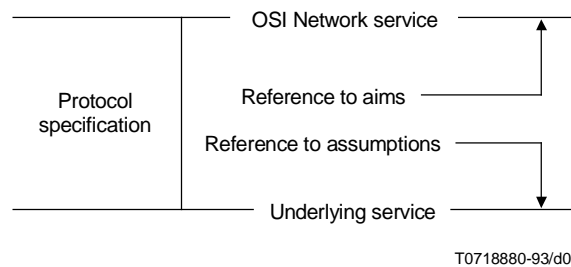 OSI Network service
Protocol
specification
Reference to aims
Reference to assumptions
Underlying service
T0718880-93/d0